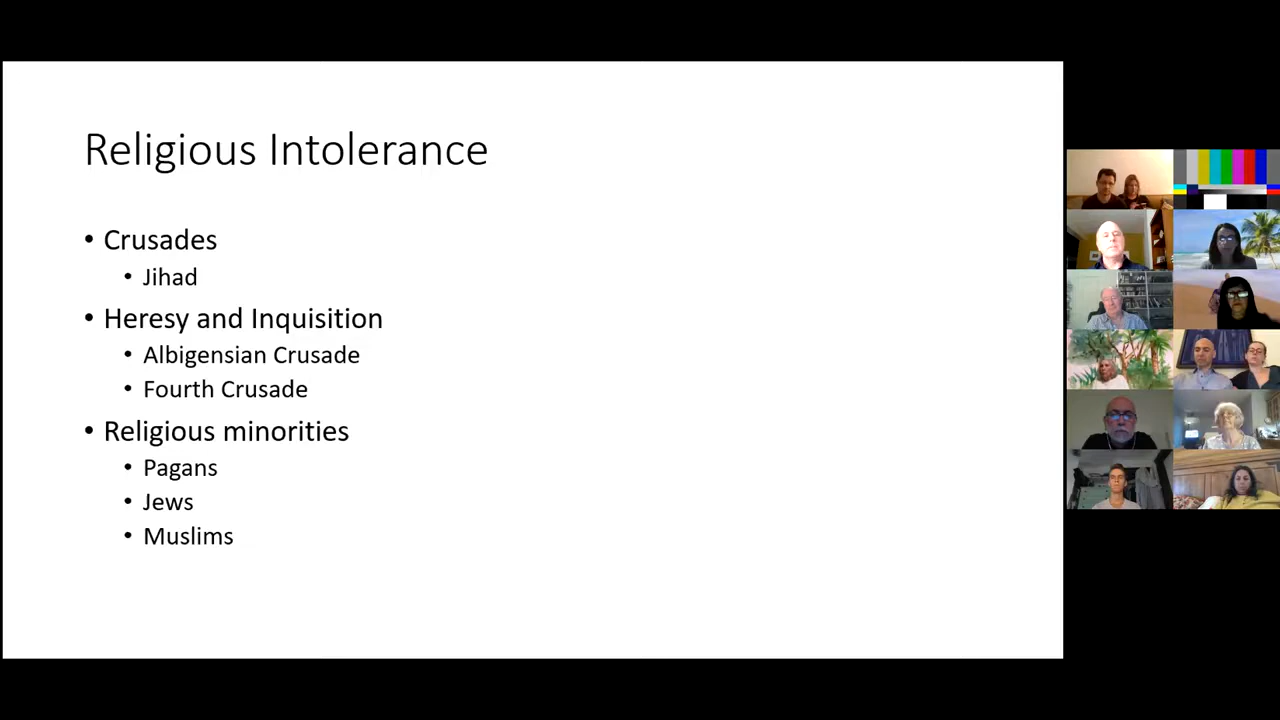 Religious Intolerance
• Crusades
• Jihad
• Heresy and Inquisition
• Albigensian Crusade
• Fourth Crusade
• Religious minorities
• Pagans
• Jews
• Muslims